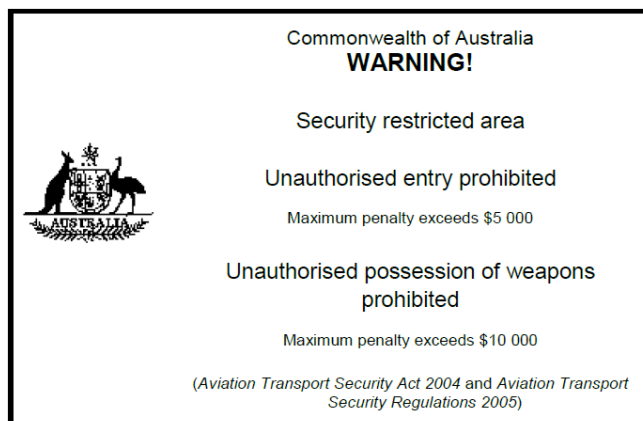 Commonwealth of Australia
WARNING!
Security restricted area
Unauthorised entry prohibited
Maximum penalty exceeds $5 000
AUSTRALIA
Unauthorised possession of weapons
prohibited
Maximum penalty exceeds $10 000
(Aviation Transport Security Act 2004 and Aviation Transport
Security Regulations 2005)